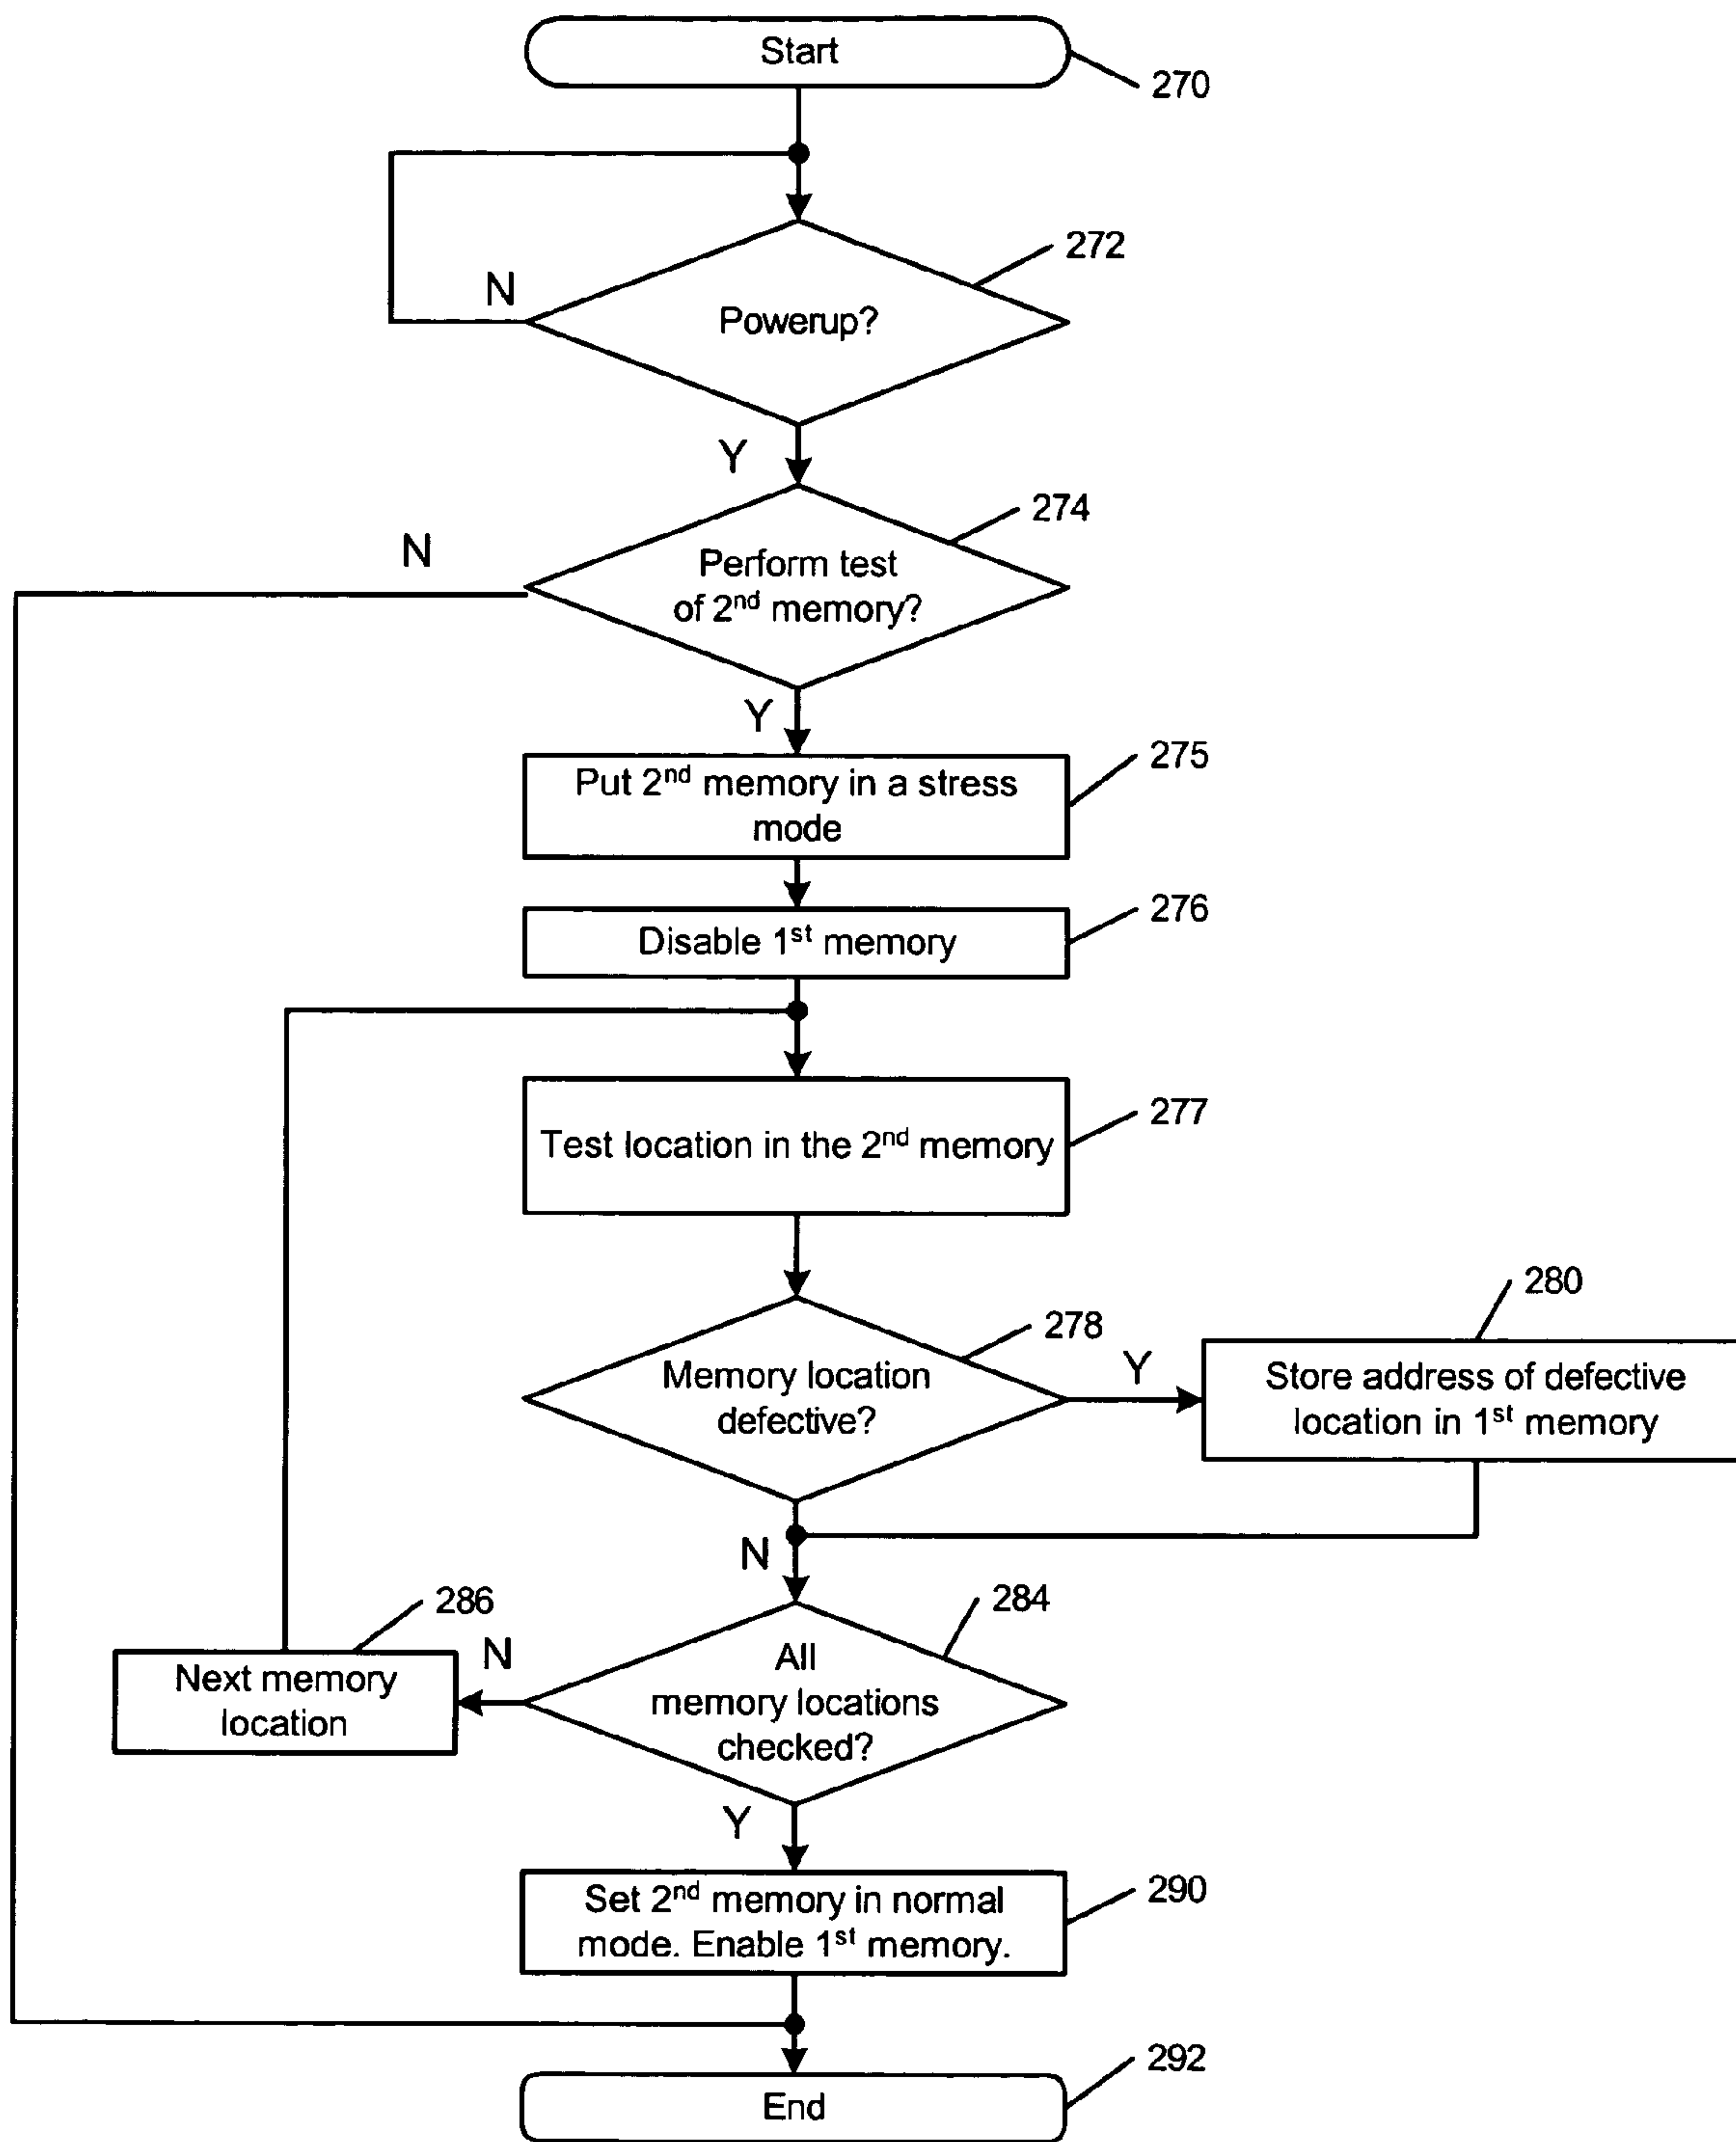 Start
270
272
N
Powerup?
Y
274
N
Perform test
of 2nd memory?
Y
275
Put 2nd memory in a stress
mode
276
Disable 1st memory
277
Test location in the 2nd memory
280
278
Memory location
defective?
Y
Store address of defective
location in 1st memory
N
286
284
N
All
memory locations
checked?
Next memory
location
Y
290
Set 2nd memory in normal
mode. Enable 1st memory.
292
End